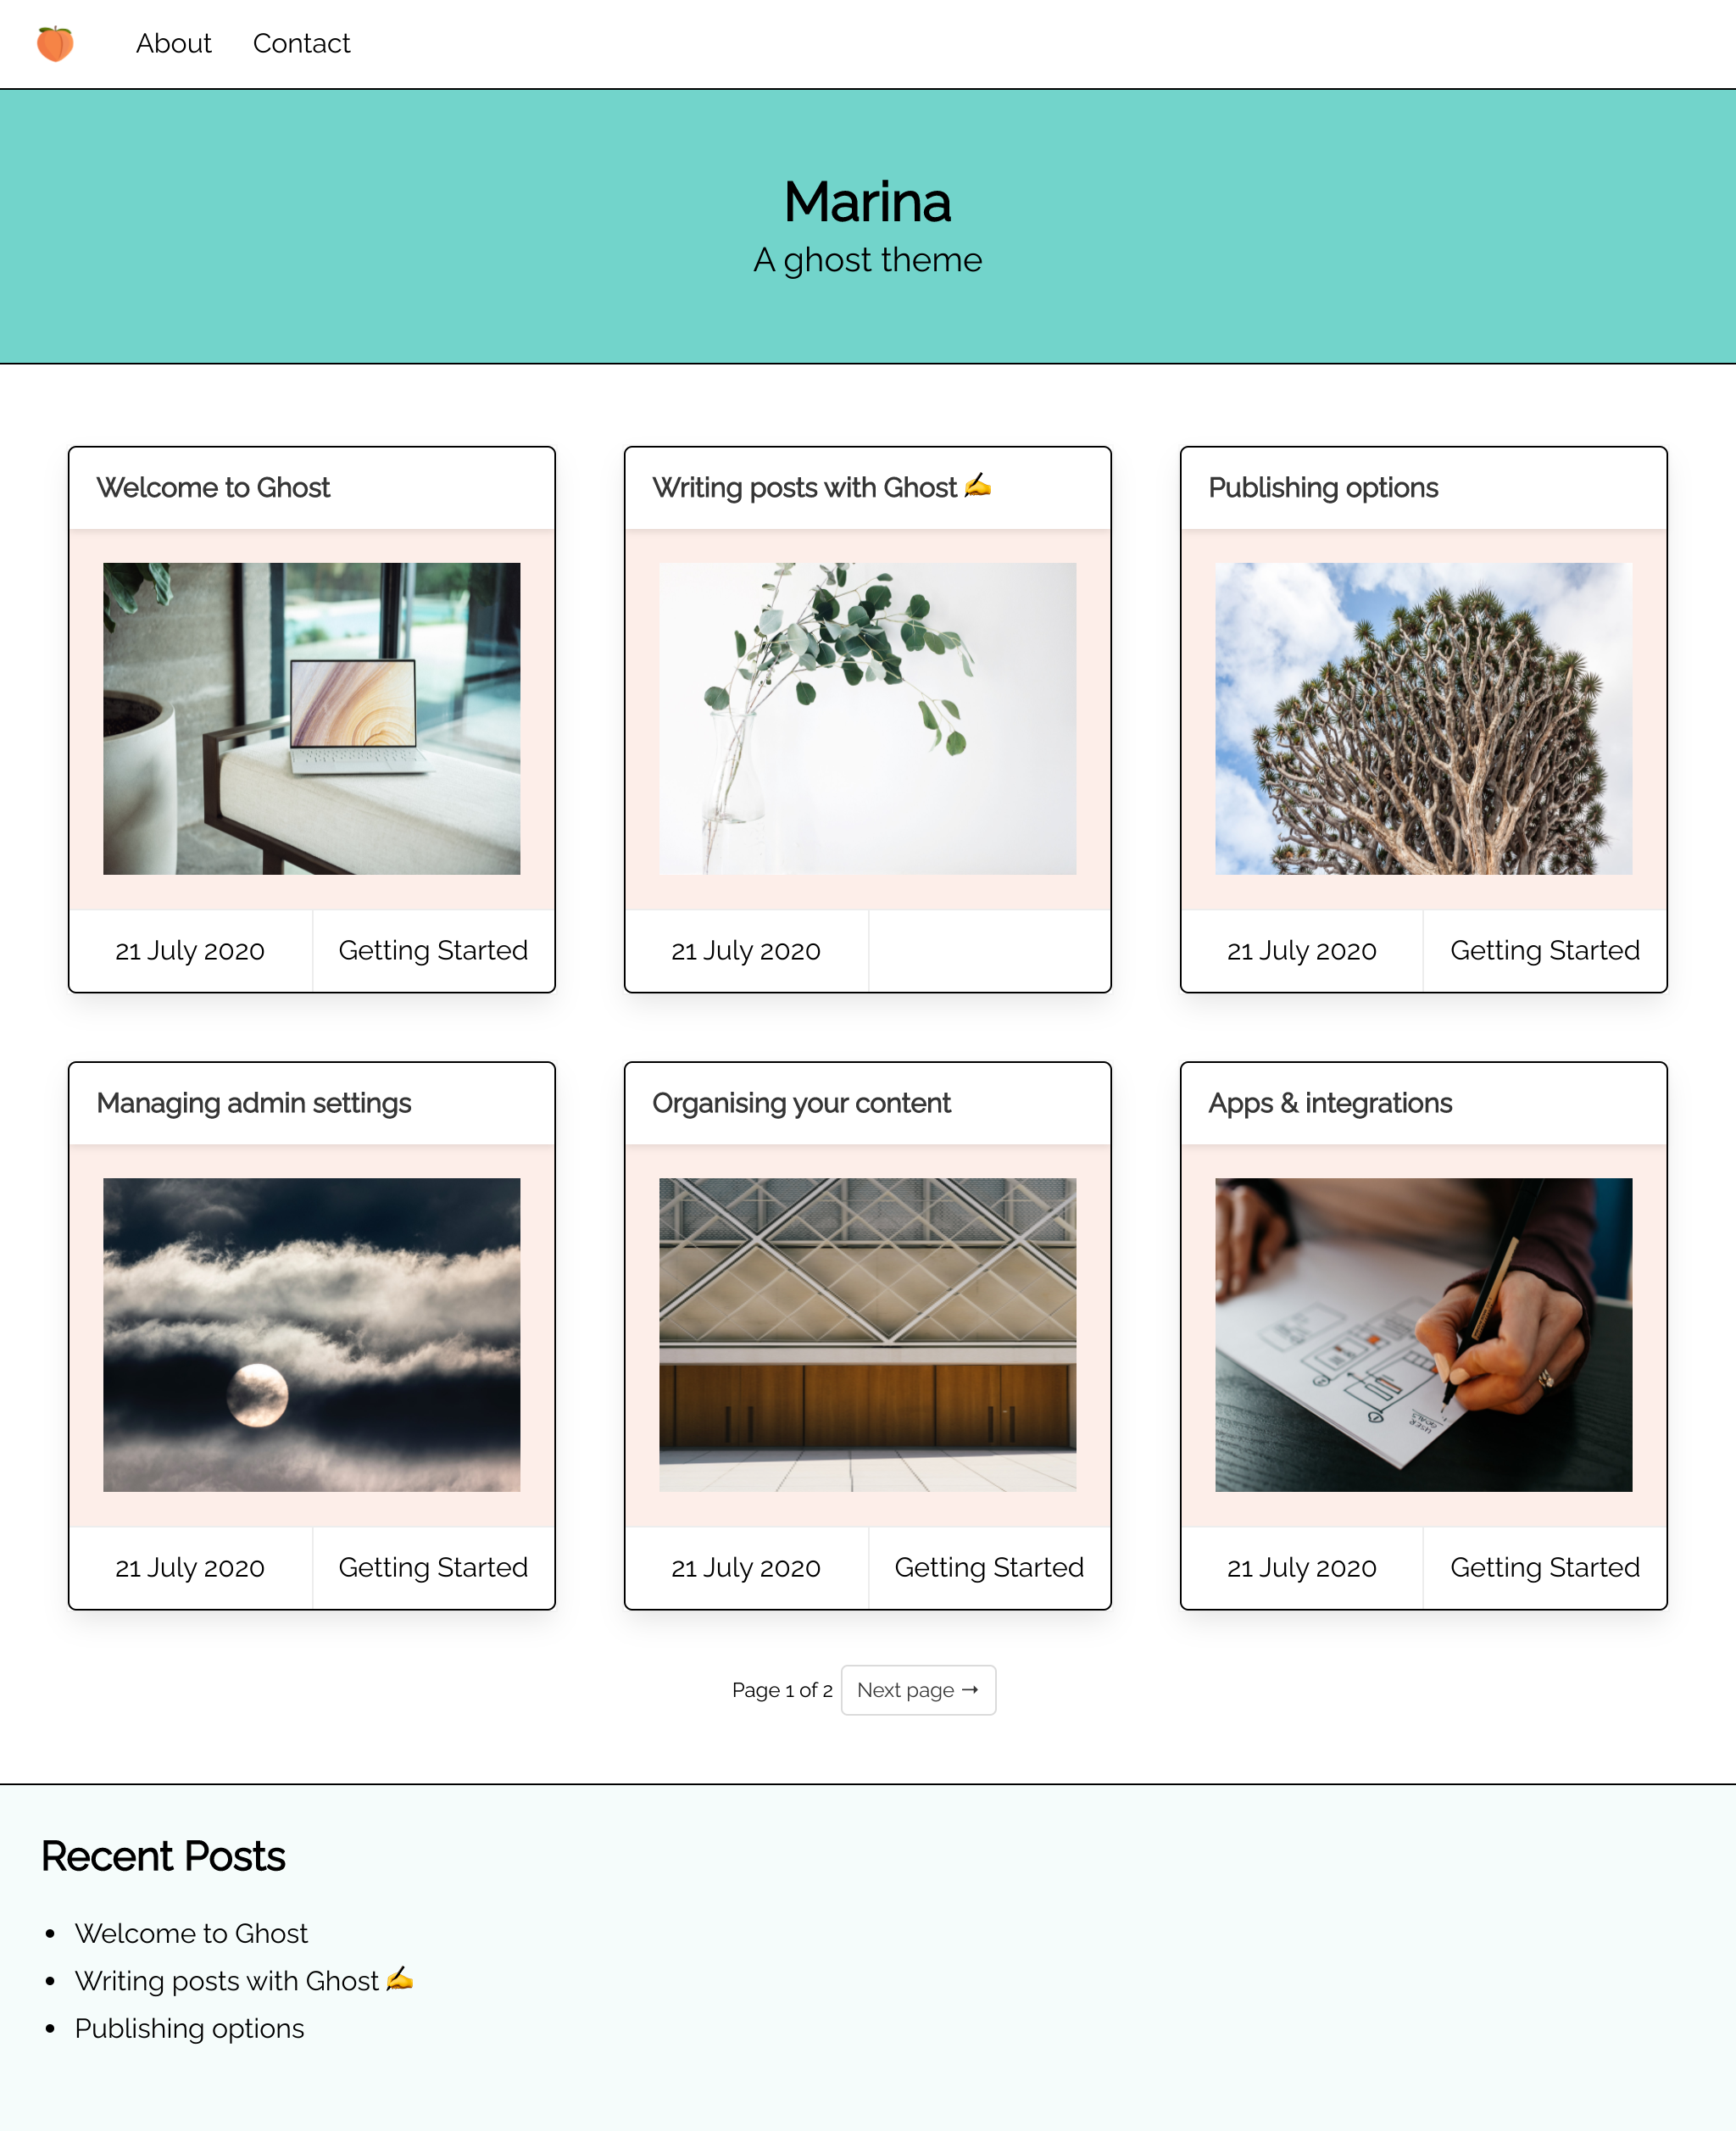 🍑 About Contact
Marina
A ghost theme
Welcome to Ghost
21 July 2020 Getting Started
Writing posts with Ghost ✍️
21 July 2020
Publishing options
21 July 2020 Getting Started
Managing admin settings
21 July 2020 Getting Started
Organising your content
21 July 2020 Getting Started
Apps & integrations
USER
GOALS
21 July 2020 Getting Started
Page 1 of 2 Next page →
Recent Posts
• Welcome to Ghost
• Writing posts with Ghost ✍️
• Publishing options